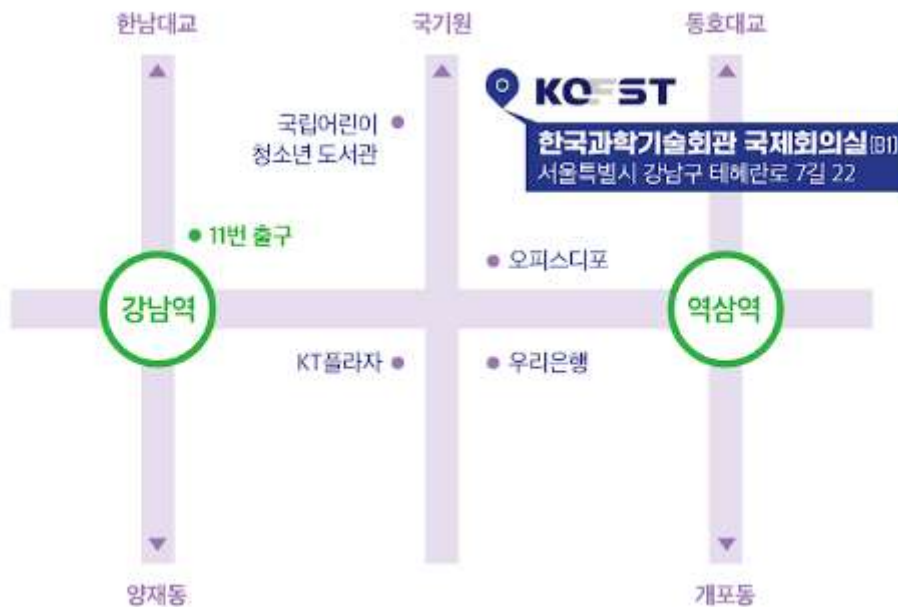 한남대교
국기원
동호대교
KOFST
한국과학기술회관 국제회의실(B1)
서울특별시 강남구 테헤란로 7길 22
국립어린이
청소년 도서관
11번 출구
오피스디포
강남역
역삼역
KT플라자
우리은행
양재동
개포동